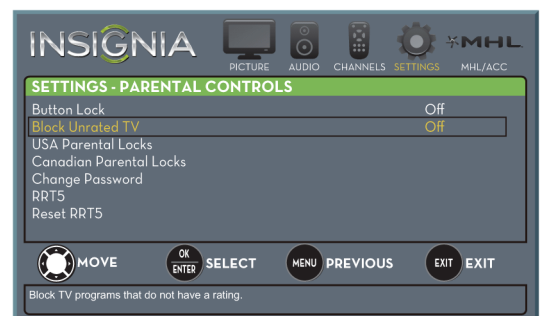 INSIGNIA
PICTURE AUDIO CHANNELS SETTINGS MHL/ACC
MHL
SETTINGS - PARENTAL CONTROLS
Button Lock Off
Block Unrated TV Off
USA Parental Locks
Canadian Parental Locks
Change Password
RRT5
Reset RRT5
MOVE OK ENTER SELECT MENU PREVIOUS EXIT EXIT
Block TV programs that do not have a rating.